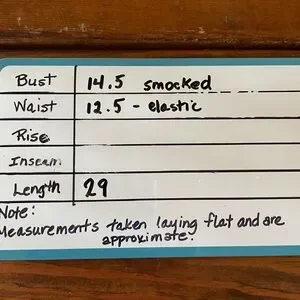 Bust 14.5 smocked
Waist 12.5 - elastic
Rise
Inseam
Length 29
Note:
Measurements taken laying flat and are
approximate.